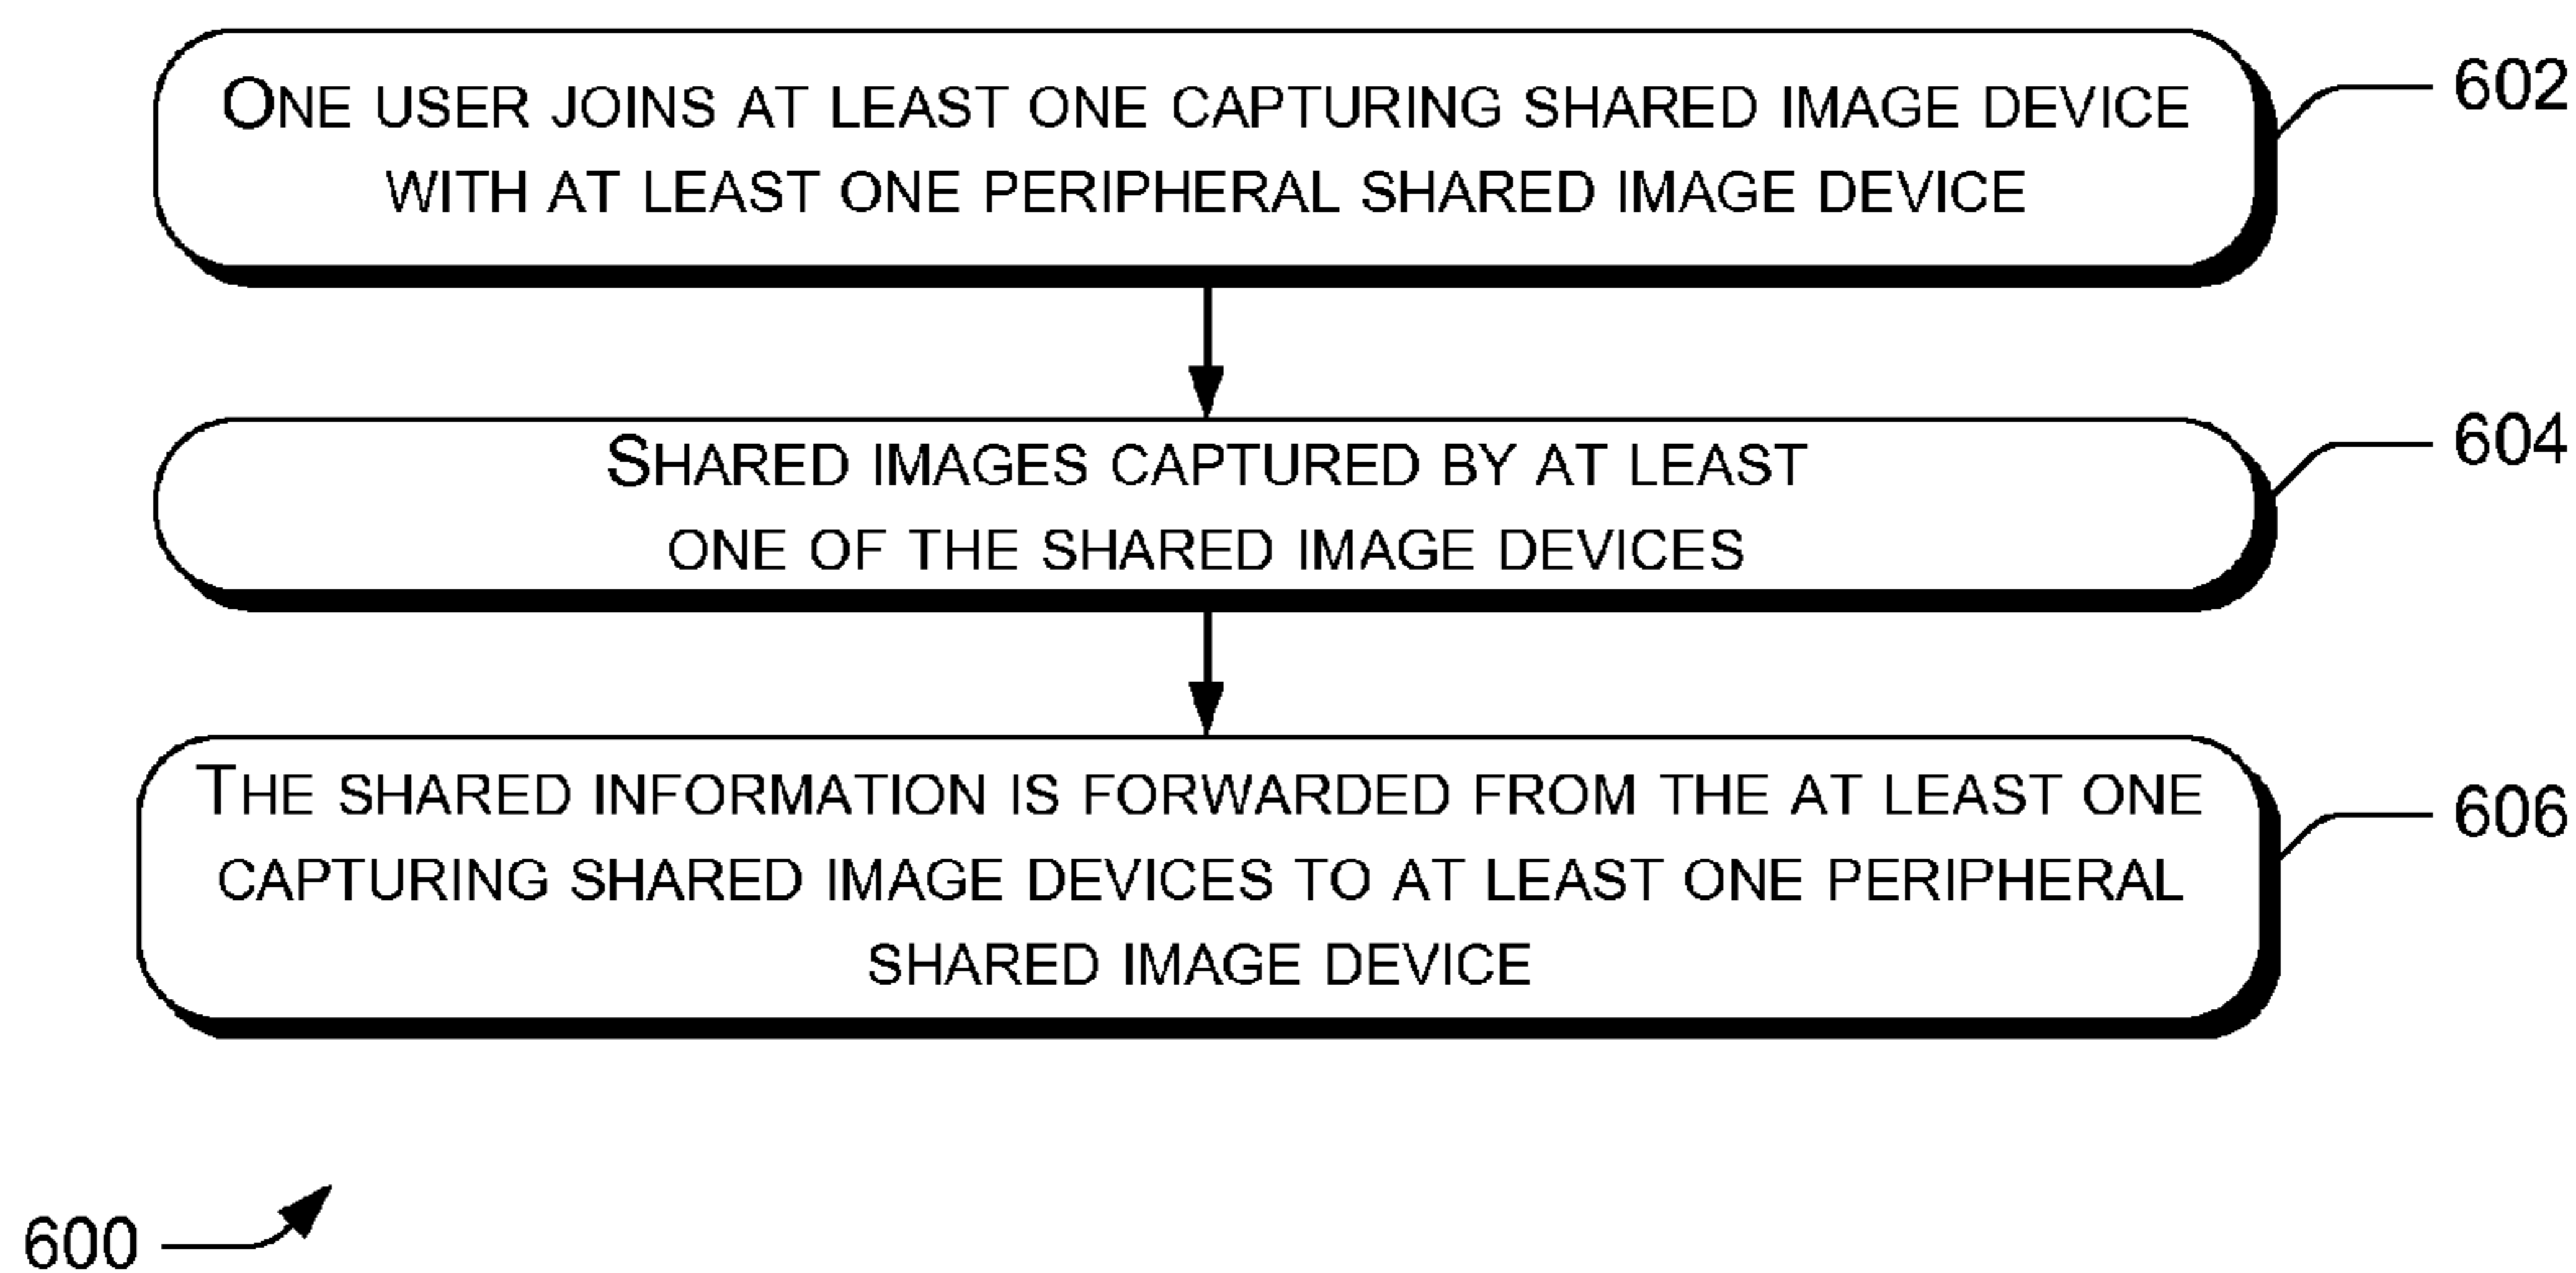 ONE USER JOINS AT LEAST ONE CAPTURING SHARED IMAGE DEVICE
WITH AT LEAST ONE PERIPHERAL SHARED IMAGE DEVICE
602
SHARED IMAGES CAPTURED BY AT LEAST
ONE OF THE SHARED IMAGE DEVICES
604
THE SHARED INFORMATION IS FORWARDED FROM THE AT LEAST ONE
CAPTURING SHARED IMAGE DEVICES TO AT LEAST ONE PERIPHERAL
SHARED IMAGE DEVICE
606
600